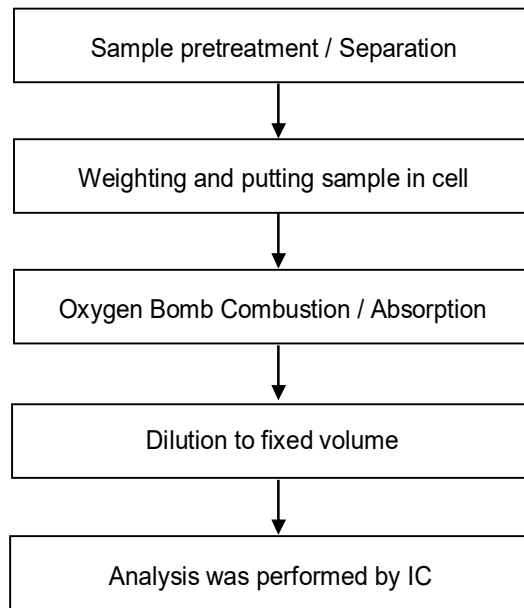 Sample pretreatment / Separation
Weighting and putting sample in cell
Oxygen Bomb Combustion / Absorption
Dilution to fixed volume
Analysis was performed by IC